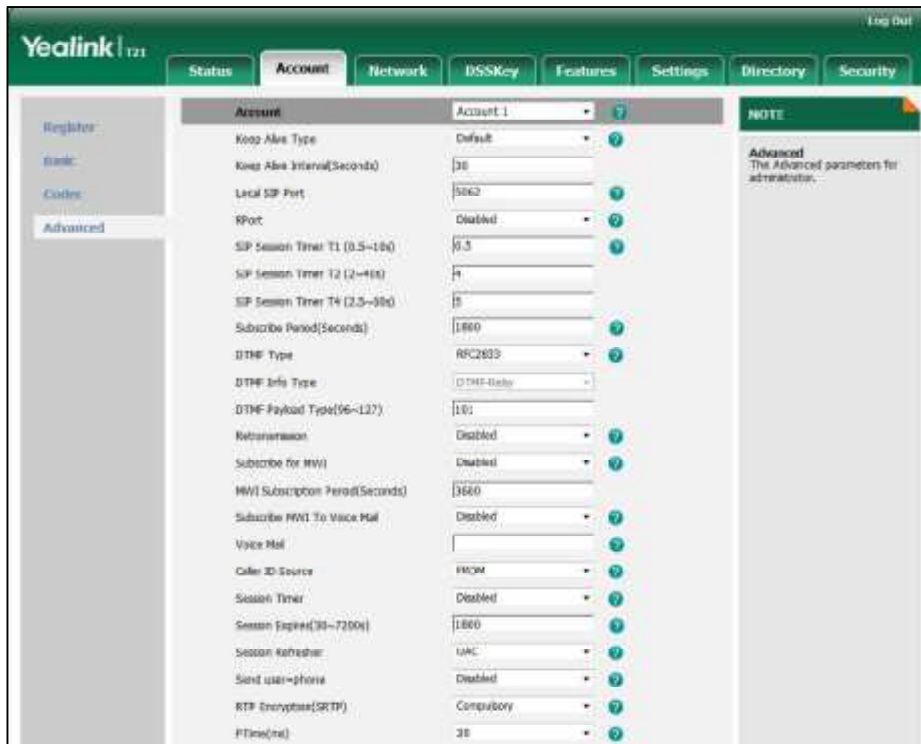 Log Out
Yealink T21
Status Account Network DSSKey Features Settings Directory Security
Register
Basic
Codec
Advanced
Account Account 1
Keep Alive Type Default
Keep Alive Interval(Seconds) 30
Local SIP Port 5062
RPort Disabled
SIP Session Timer T1 (0.5~10s) 0.5
SIP Session Timer T2 (2~40s) 4
SIP Session Timer T4 (2.5~60s) 5
Subscribe Period(Seconds) 1800
DTMF Type RFC2833
DTMF Info Type DTMF-Relay
DTMF Payload Type(96~127) 101
Retransmission Disabled
Subscribe for MWI Disabled
MWI Subscription Period(Seconds) 3600
Subscribe MWI To Voice Mail Disabled
Voice Mail
Caller ID Source FROM
Session Timer Disabled
Session Expires(30~7200s) 1800
Session Refresher UAC
Send user=phone Disabled
RTP Encryption(SRTP) Compulsory
PTime(ms) 20
NOTE
Advanced
The Advanced parameters for
administrator.